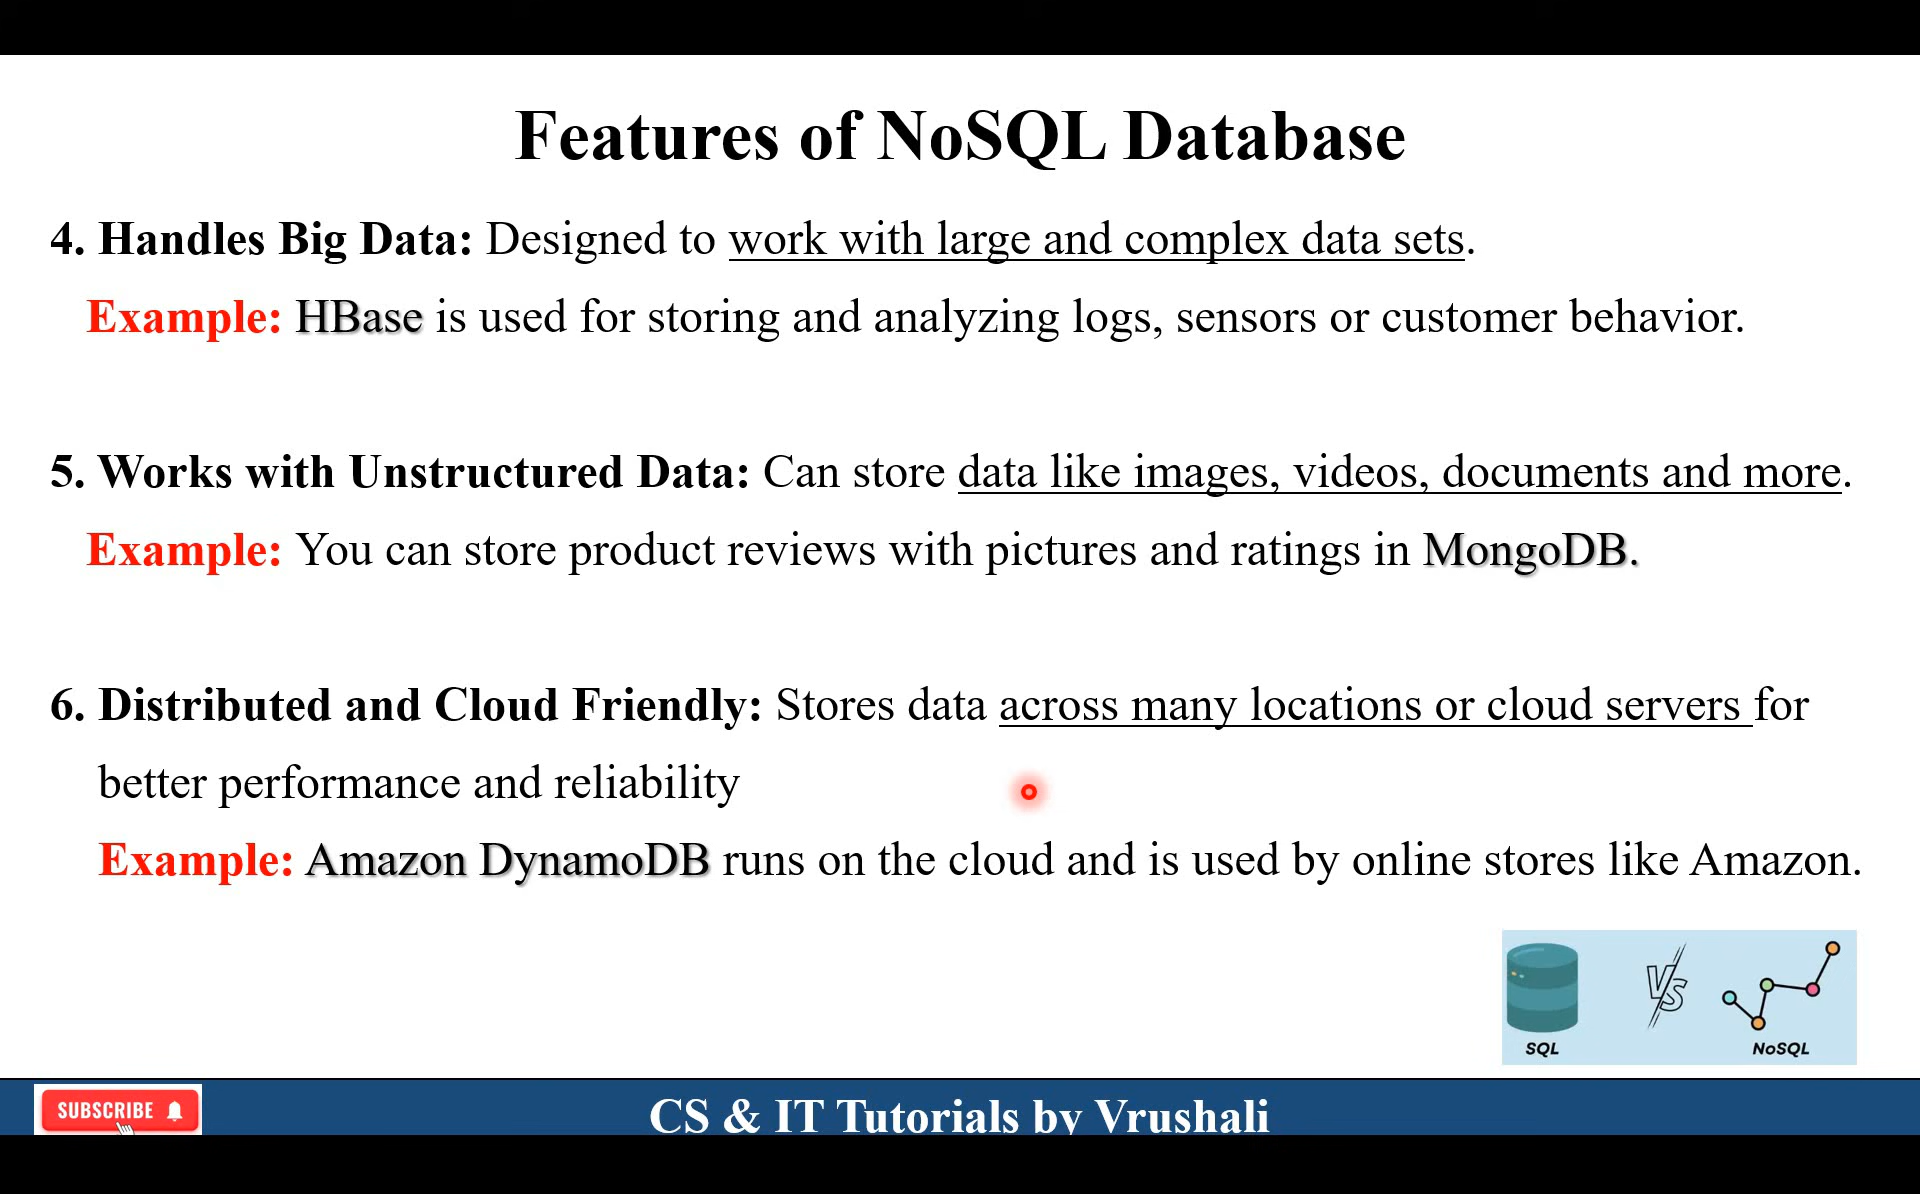 Features of NoSQL Database
4. Handles Big Data: Designed to work with large and complex data sets.
Example: HBase is used for storing and analyzing logs, sensors or customer behavior.
5. Works with Unstructured Data: Can store data like images, videos, documents and more.
Example: You can store product reviews with pictures and ratings in MongoDB.
6. Distributed and Cloud Friendly: Stores data across many locations or cloud servers for
better performance and reliability
Example: Amazon DynamoDB runs on the cloud and is used by online stores like Amazon.
VS
SQL NoSQL
SUBSCRIBE
CS & IT Tutorials by Vrushali